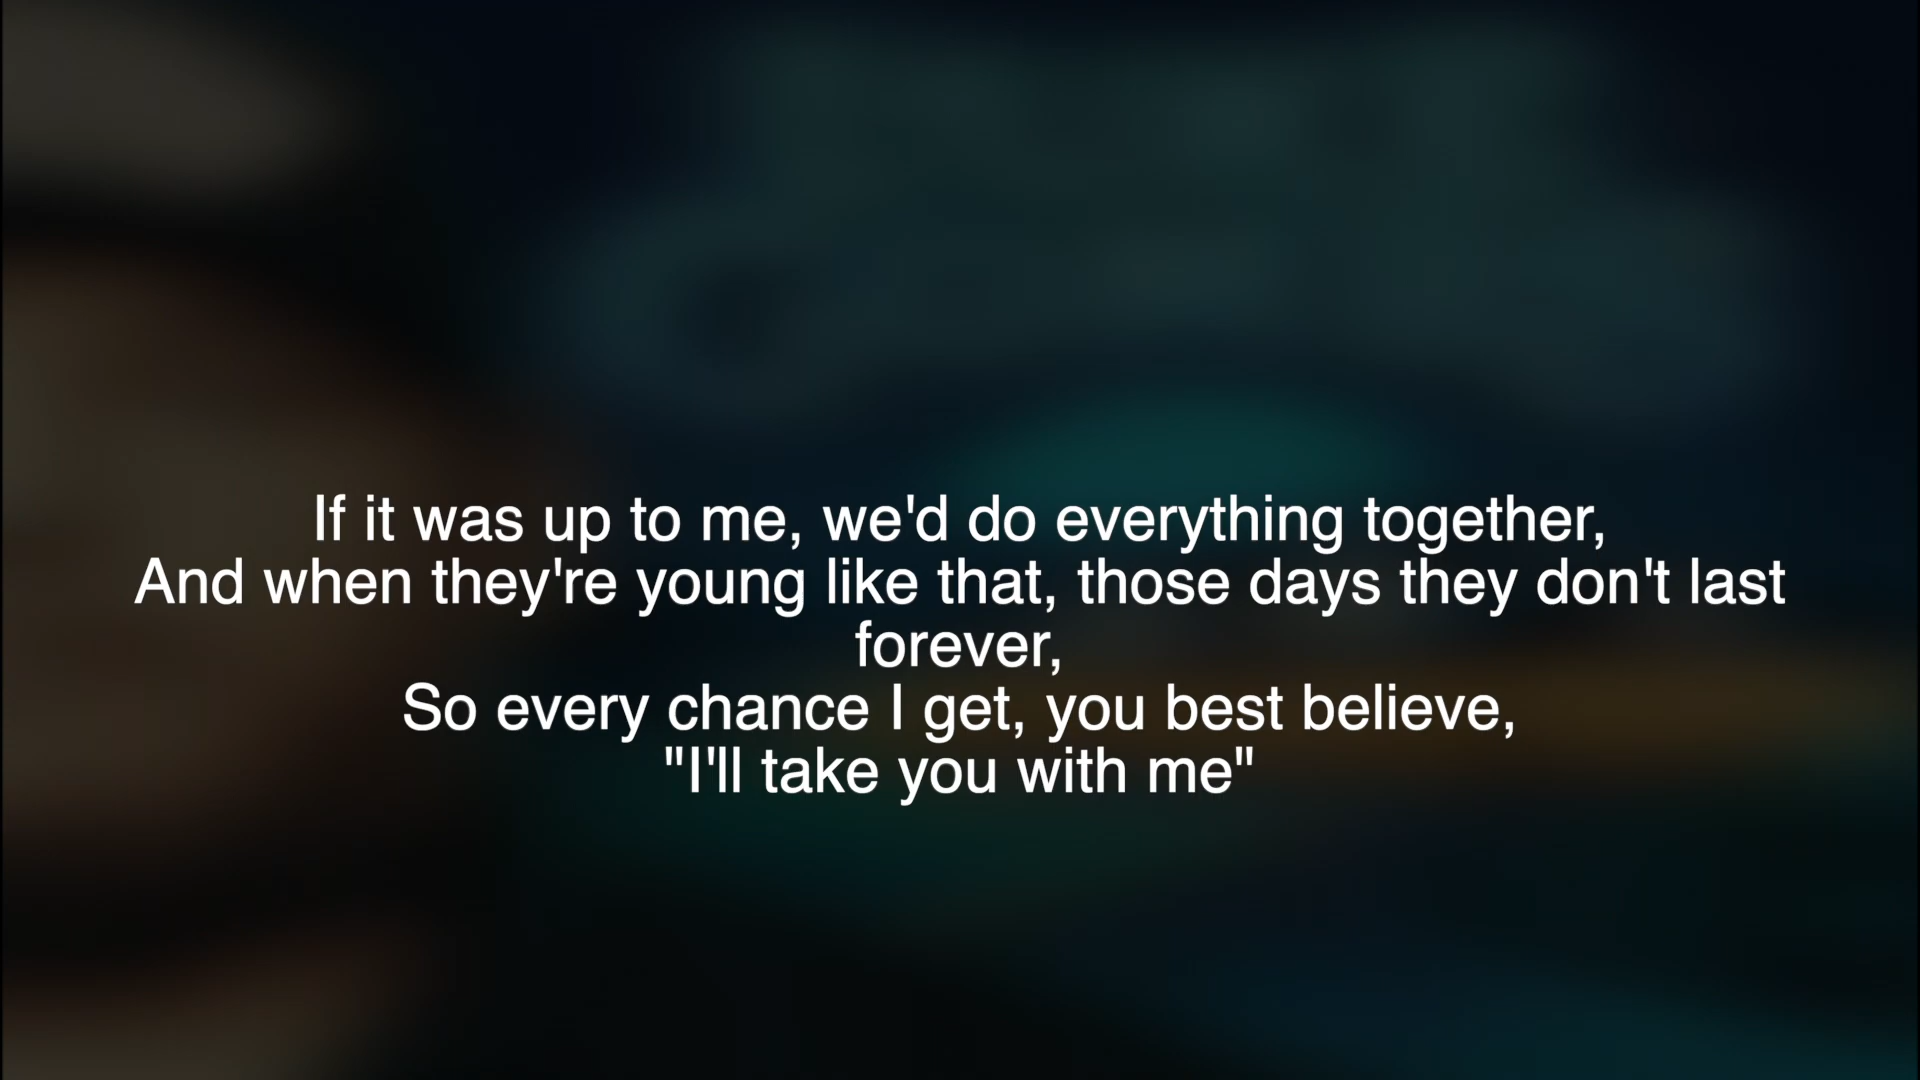 If it was up to me, we'd do everything together,
And when they're young like that, those days they don't last
forever,
So every chance I get, you best believe,
"I'll take you with me"